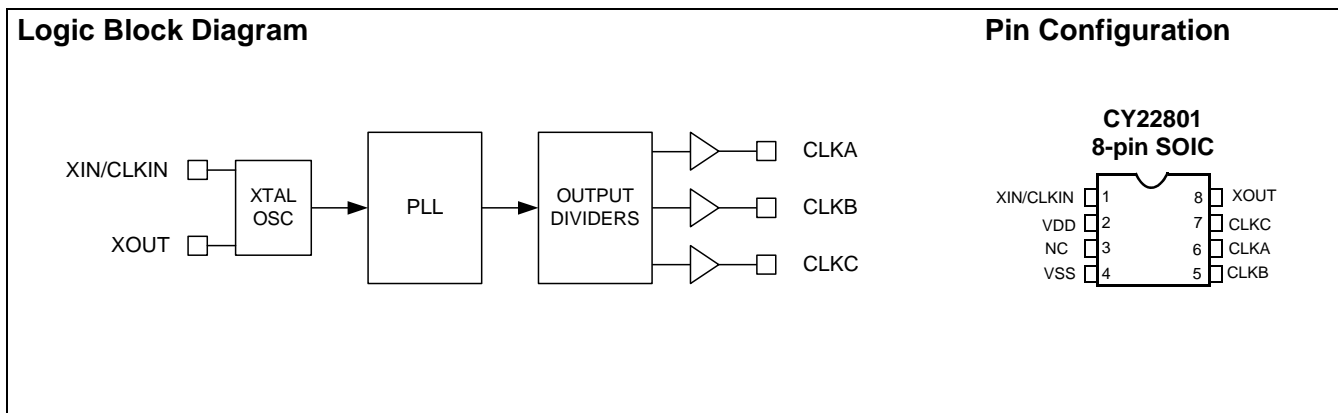 Logic Block Diagram
Pin Configuration
XIN/CLKIN
XOUT
XTAL
OSC
PLL
OUTPUT
DIVIDERS
CLKA
CLKB
CLKC
CY22801
8-pin SOIC
XIN/CLKIN 1 8 XOUT
VDD 2 7 CLKC
NC 3 6 CLKA
VSS 4 5 CLKB